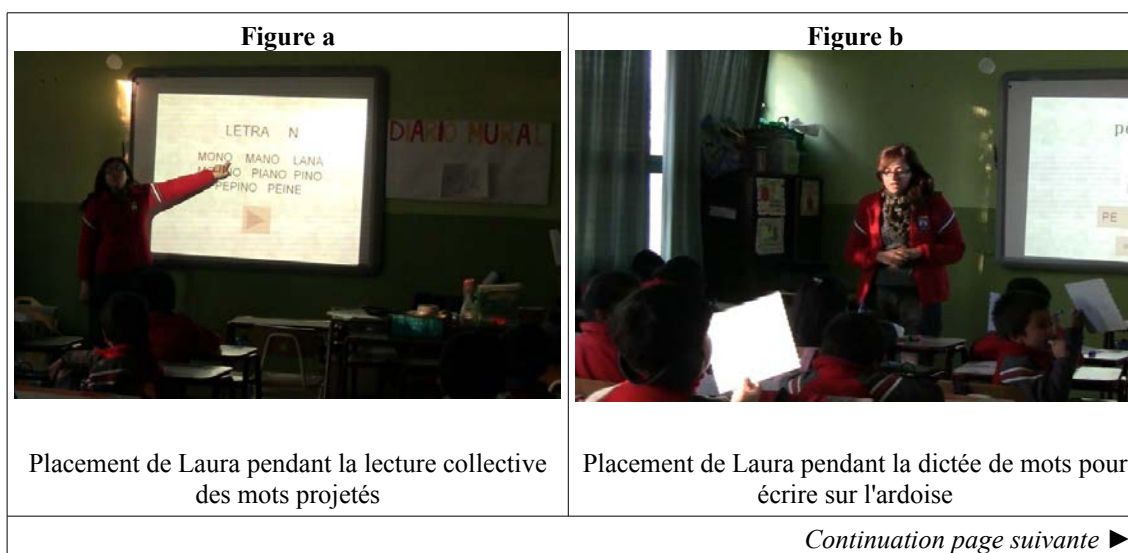 Figure a
LETRA N
MONO MANO LANA
PIANO PINO
PEPINO PEINE
DIARIO MURAL
Placement de Laura pendant la lecture collective
des mots projetés
Figure b
PE
Placement de Laura pendant la dictée de mots pour
écrire sur l'ardoise
Continuation page suivante ►